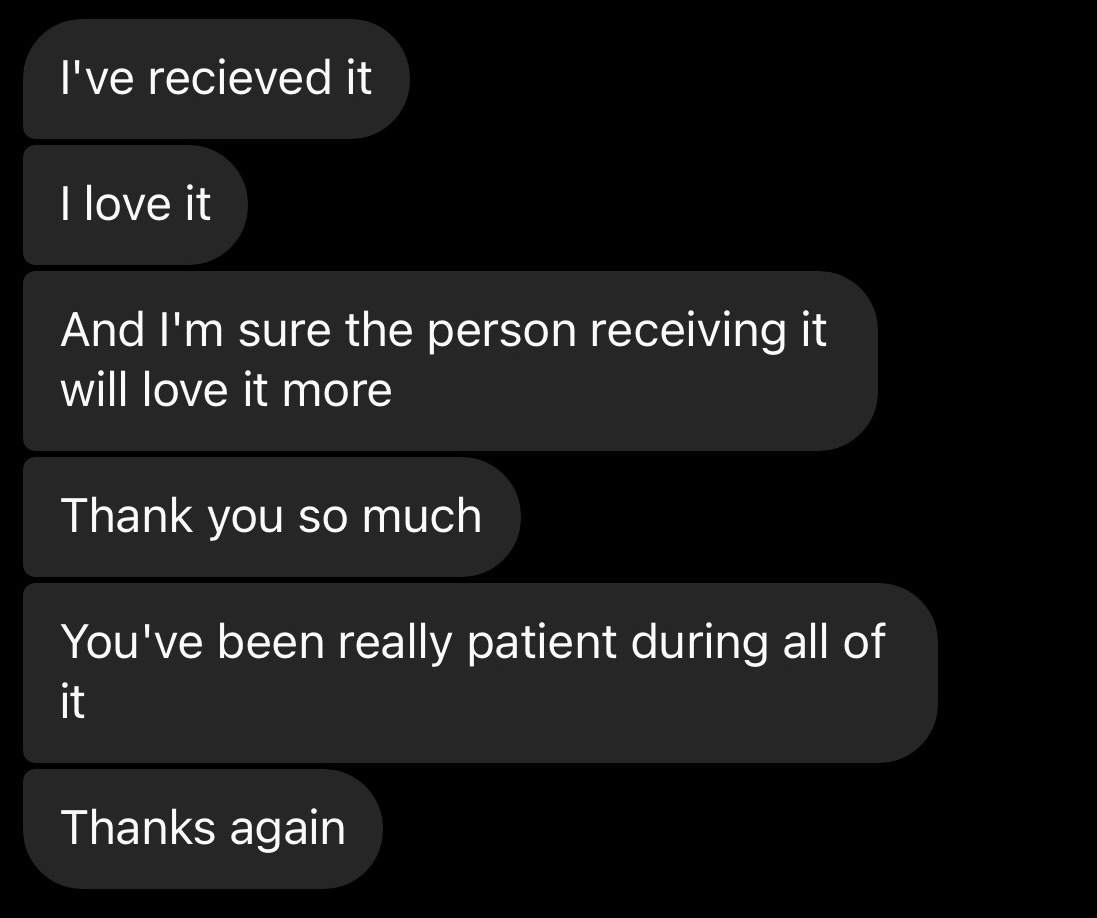 I've recieved it
I love it
And I'm sure the person receiving it
will love it more
Thank you so much
You've been really patient during all of
it
Thanks again